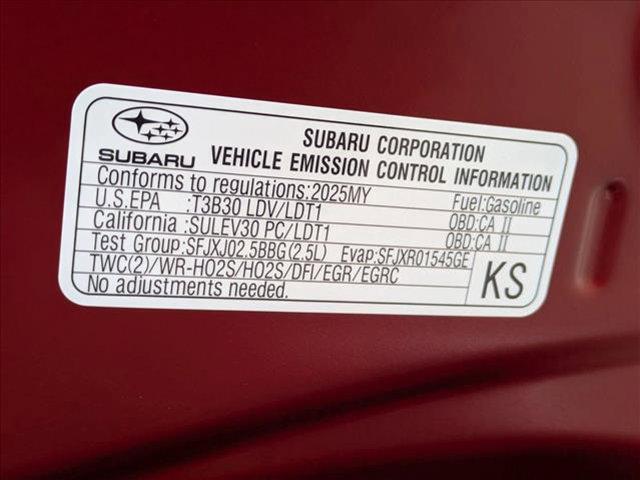 SUBARU
SUBARU CORPORATION
VEHICLE EMISSION CONTROL INFORMATION
Conforms to regulations:2025MY Fuel:Gasoline
U.S.EPA :T3B30 LDV/LDT1 OBD:CA II
California :SULEV30 PC/LDT1 OBD:CA II
Test Group:SFJXJ02.5BBG(2.5L) Evap:SFJXR01545GE
TWC(2)/WR-HO2S/HO2S/DFI/EGR/EGRC
No adjustments needed.
KS